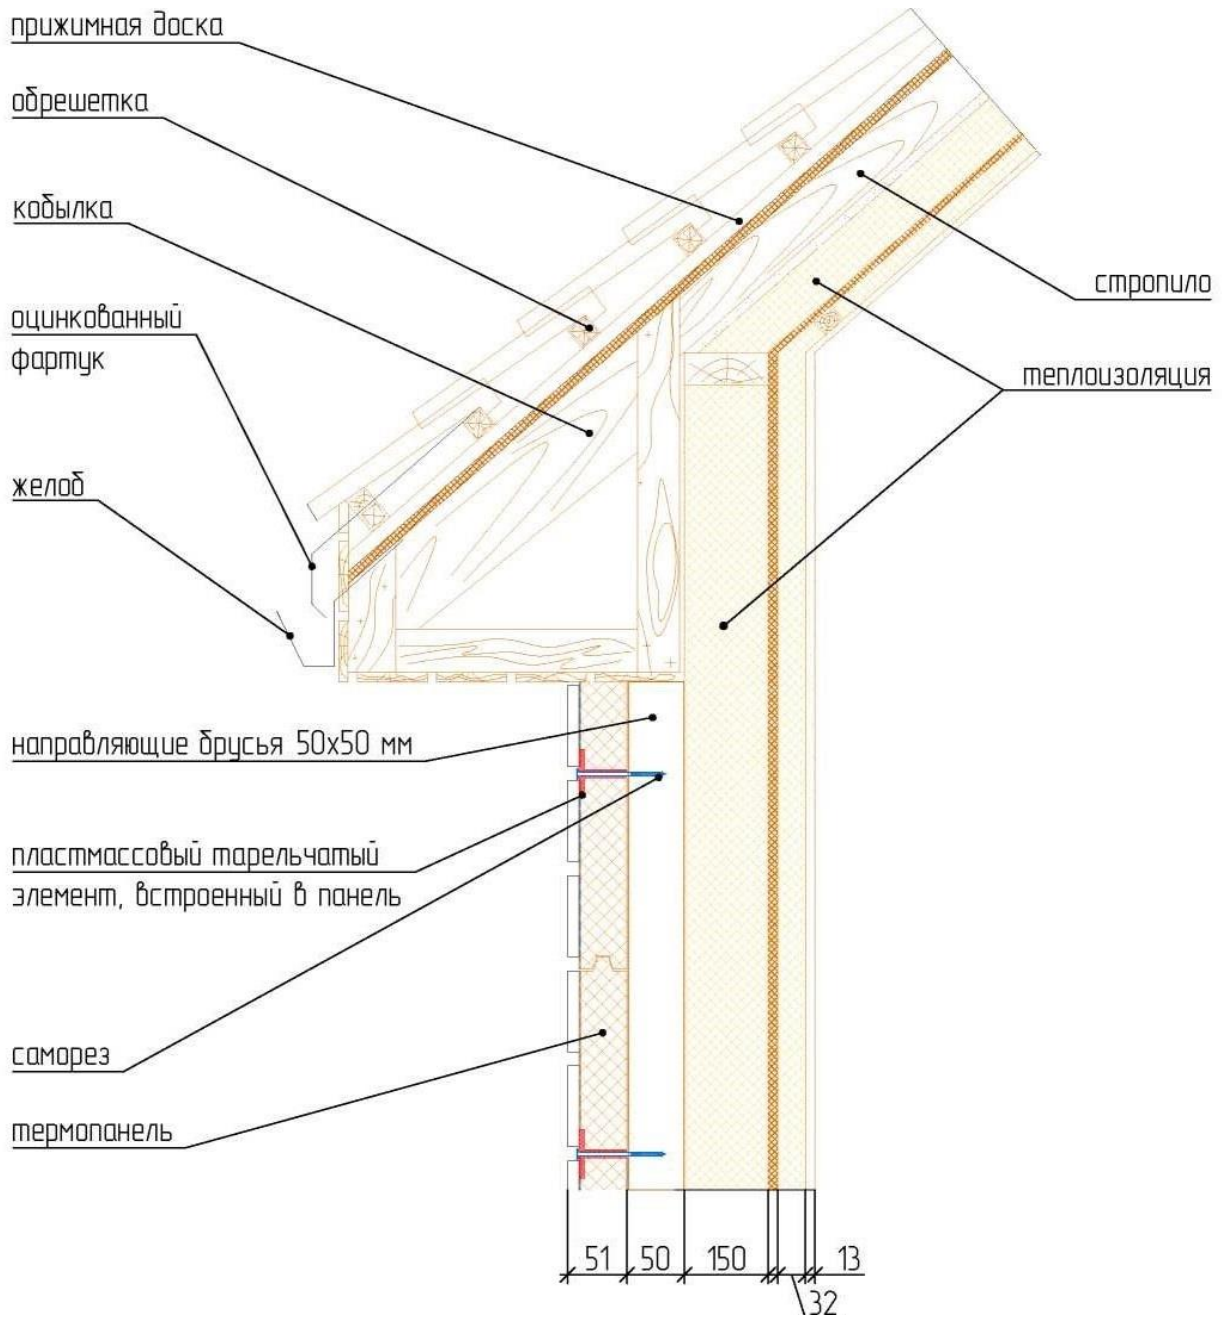 прижимная доска
обрешетка
кобылка
оцинкованный
фартук
желоб
стропило
теплоизоляция
направляющие брусья 50х50 мм
пластмассовый тарельчатый
элемент, встроенный в панель
саморез
термопанель
51 50 150 13
32